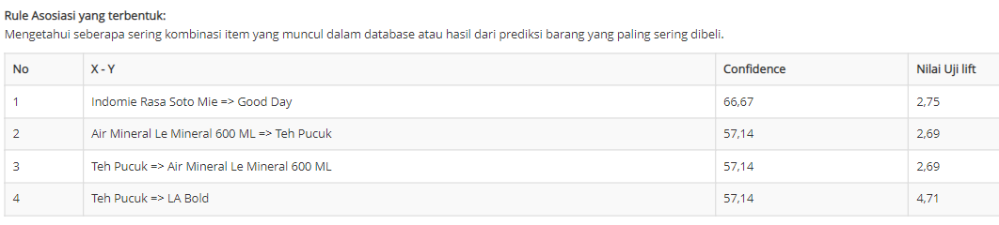 Rule Asosiasi yang terbentuk:
Mengetahui seberapa sering kombinasi item yang muncul dalam database atau hasil dari prediksi barang yang paling sering dibeli.
No X - Y Confidence Nilai Uji lift
1 Indomie Rasa Soto Mie => Good Day 66,67 2,75
2 Air Mineral Le Mineral 600 ML => Teh Pucuk 57,14 2,69
3 Teh Pucuk => Air Mineral Le Mineral 600 ML 57,14 2,69
4 Teh Pucuk => LA Bold 57,14 4,71